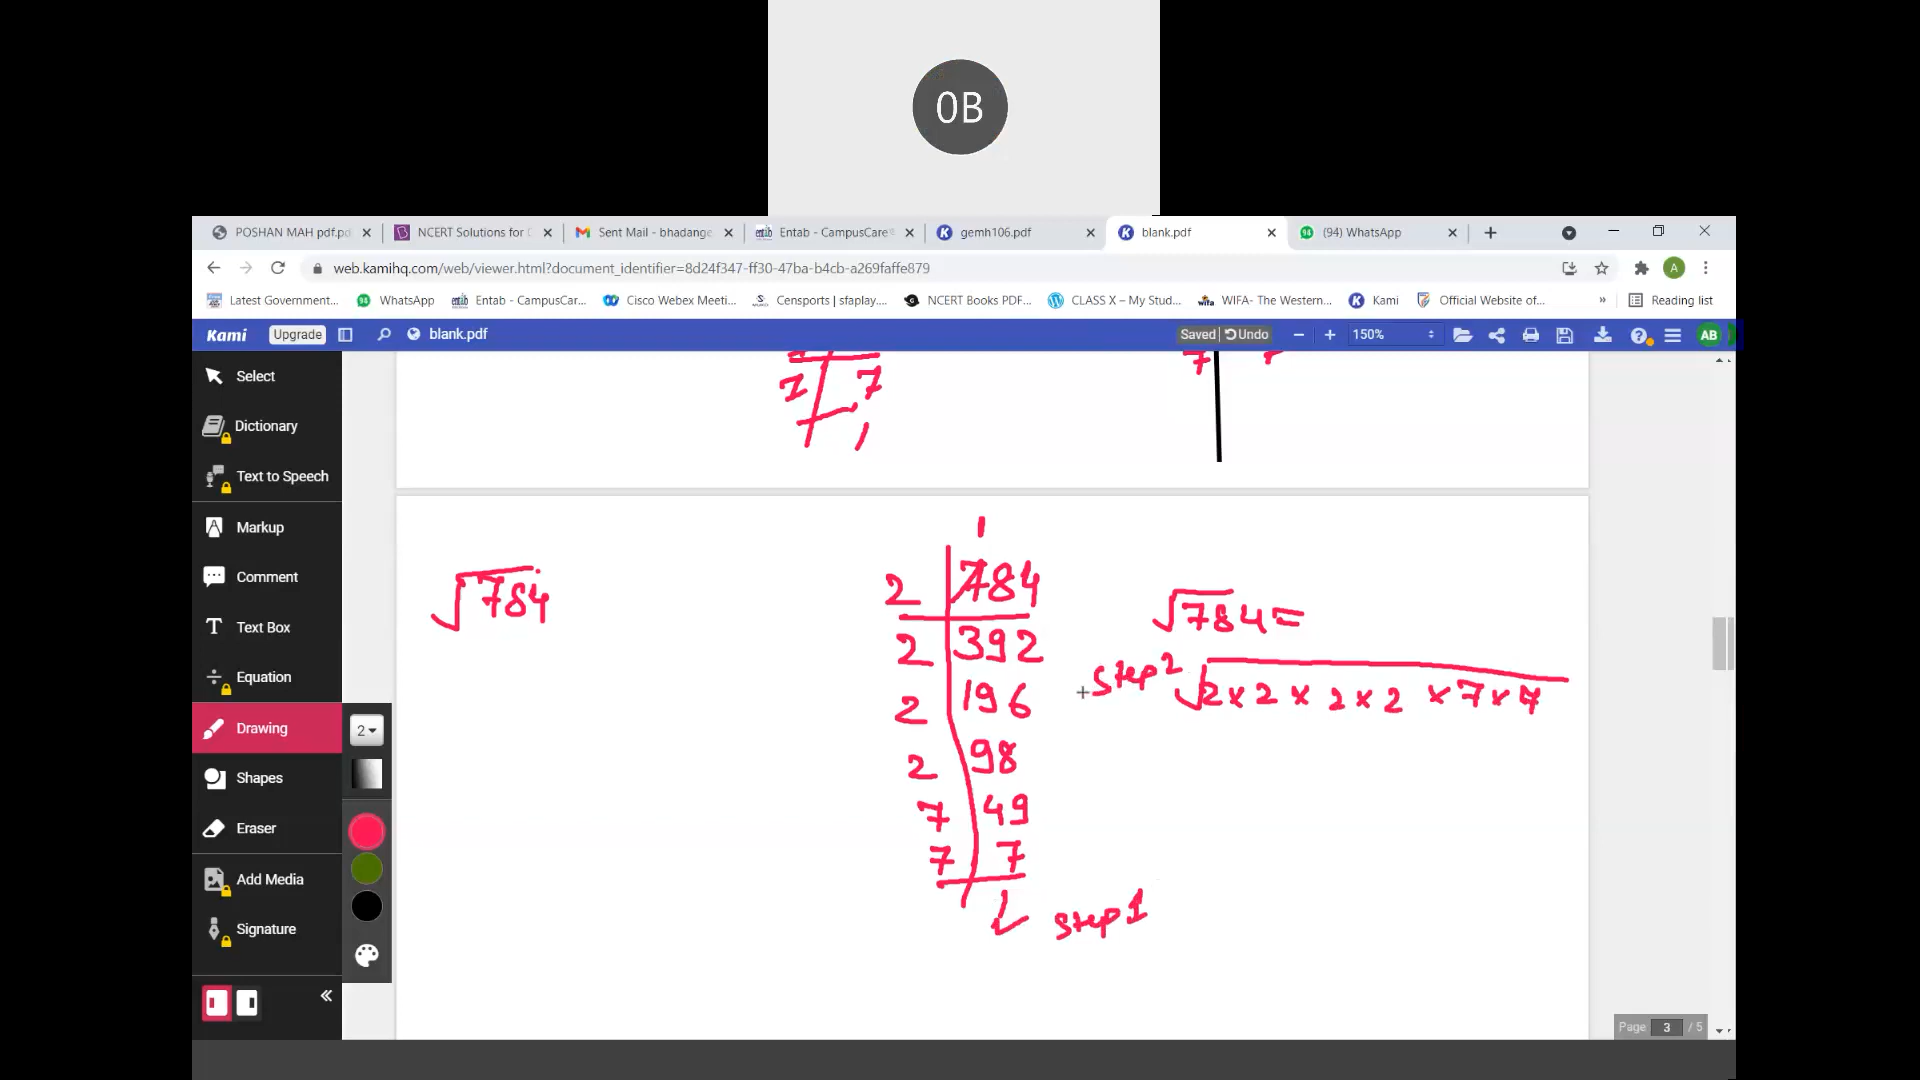 OB
POSHAN MAH pdf.pd
NCERT Solutions for
Sent Mail - bhadange
Entab - CampusCare
gemh106.pdf
blank.pdf
(94) WhatsApp
web.kamihq.com/web/viewer.html?document_identifier=8d24f347-ff30-47ba-b4cb-a269faffe879
A
Latest Government...
WhatsApp
Entab - CampusCar...
Cisco Webex Meeti...
Censports | sfaplay....
NCERT Books PDF...
CLASS X – My Stud...
WIFA- The Western...
Kami
Official Website of...
»
Reading list
Kami
Upgrade
blank.pdf
Saved
Undo
150%
AB
Select
Dictionary
Text to Speech
Markup
Comment
Text Box
Equation
Drawing
2
Shapes
Eraser
Add Media
Signature
7 7
1
7
√784
1
2 784
2 392
2 196
2 98
7 49
7 7
1
step 1
√784 =
step 2 √2 × 2 × 2 × 2 × 7 × 7
Page 3 / 5